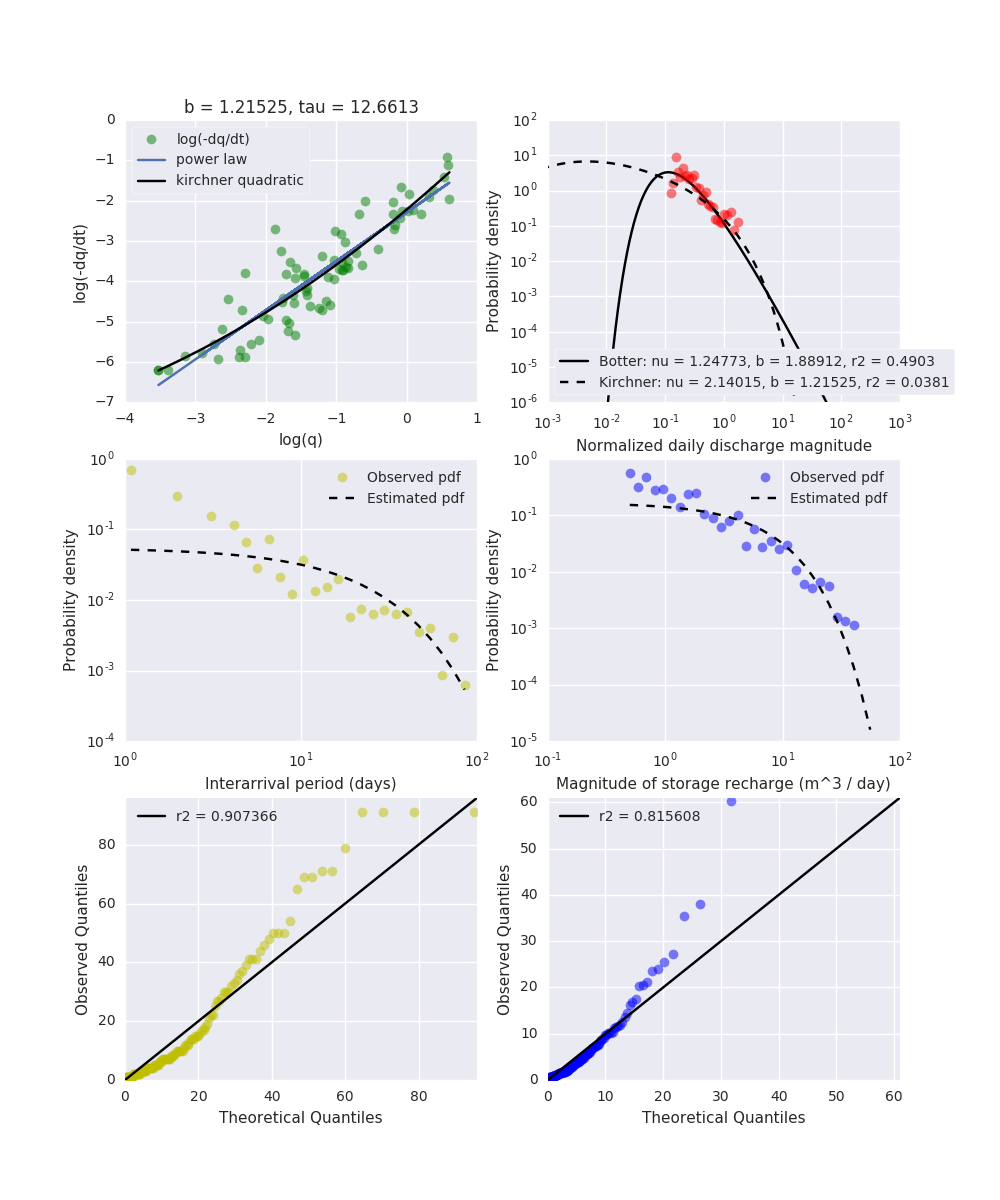 b = 1.21525, tau = 12.6613
log(-dq/dt)
power law
kirchner quadratic
0
−1
−2
−3
−4
−5
−6
−7
log(-dq/dt)
−4 −3 −2 −1 0 1
log(q)
10^2
10^1
10^0
10^-1
10^-2
10^-3
10^-4
10^-5
10^-6
Probability density
Botter: nu = 1.24773, b = 1.88912, r2 = 0.4903
Kirchner: nu = 2.14015, b = 1.21525, r2 = 0.0381
10^-3 10^-2 10^-1 10^0 10^1 10^2 10^3
Normalized daily discharge magnitude
Observed pdf
Estimated pdf
10^0
10^-1
10^-2
10^-3
10^-4
Probability density
10^0 10^1 10^2
Interarrival period (days)
Observed pdf
Estimated pdf
10^0
10^-1
10^-2
10^-3
10^-4
10^-5
Probability density
10^-1 10^0 10^1 10^2
Magnitude of storage recharge (m^3 / day)
r2 = 0.907366
80
60
40
20
0
Observed Quantiles
0 20 40 60 80
Theoretical Quantiles
r2 = 0.815608
60
50
40
30
20
10
0
Observed Quantiles
0 10 20 30 40 50 60
Theoretical Quantiles